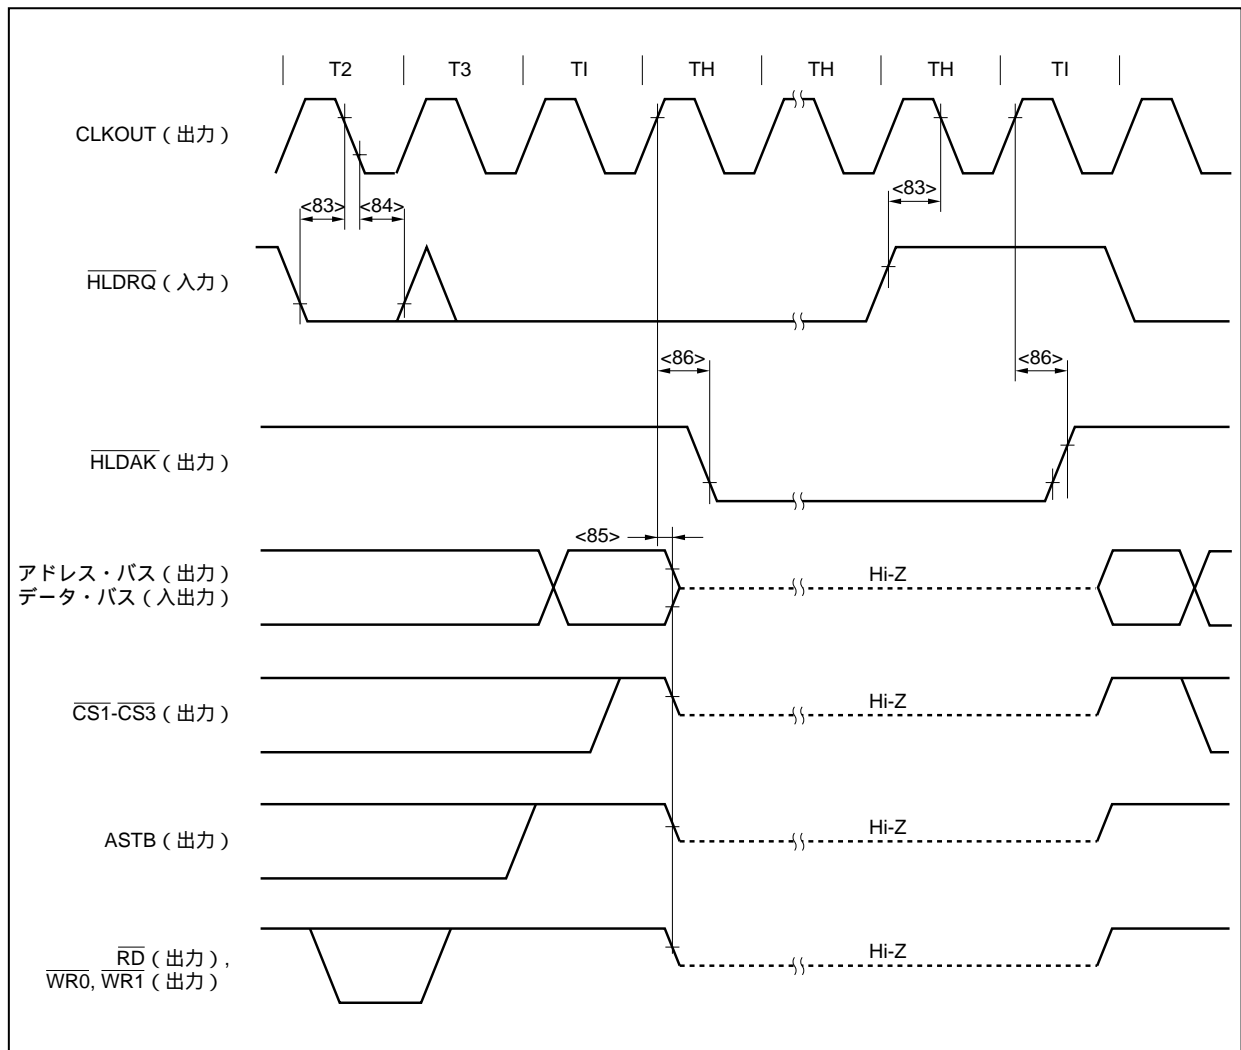 T2 T3 TI TH TH TH TI
CLKOUT(出力)
<83> <84> <83>
HLDRQ(入力)
<86> <86>
HLDAK(出力)
<85>
アドレス・バス(出力)
データ・バス(入出力)
Hi-Z
CS1-CS3(出力)
Hi-Z
ASTB(出力)
Hi-Z
RD(出力),
WR0, WR1(出力)
Hi-Z